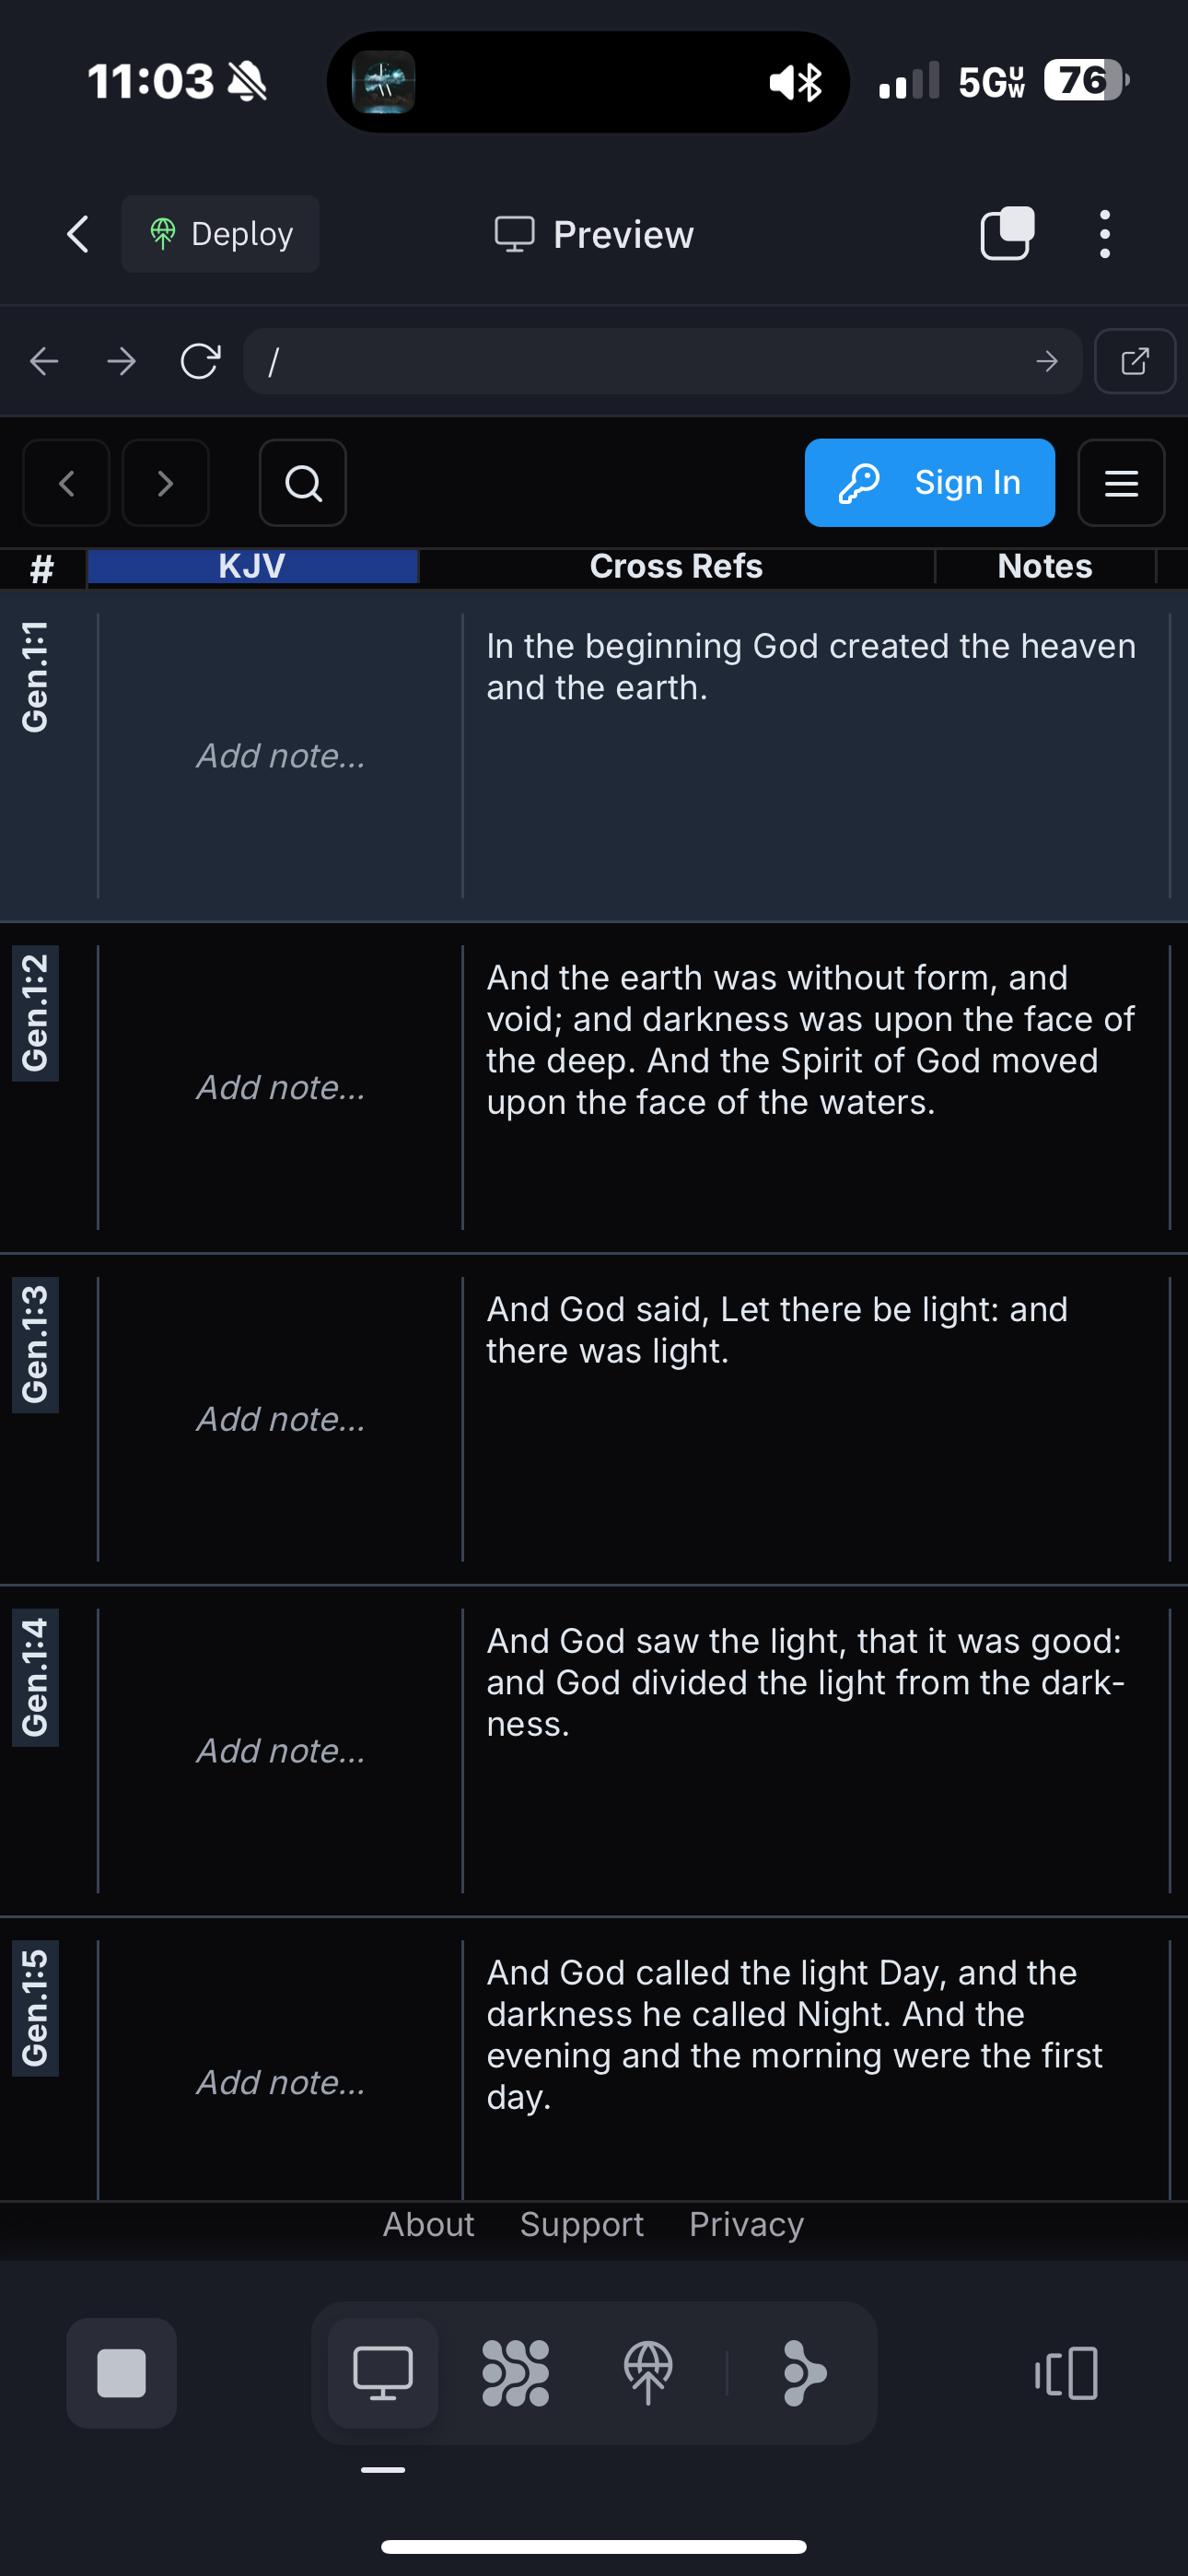 11:03
5G UW
76
Deploy
Preview
/
Sign In
#
KJV
Cross Refs
Notes
Gen.1:1
Add note...
In the beginning God created the heaven
and the earth.
Gen.1:2
Add note...
And the earth was without form, and
void; and darkness was upon the face of
the deep. And the Spirit of God moved
upon the face of the waters.
Gen.1:3
Add note...
And God said, Let there be light: and
there was light.
Gen.1:4
Add note...
And God saw the light, that it was good:
and God divided the light from the dark-
ness.
Gen.1:5
Add note...
And God called the light Day, and the
darkness he called Night. And the
evening and the morning were the first
day.
About
Support
Privacy